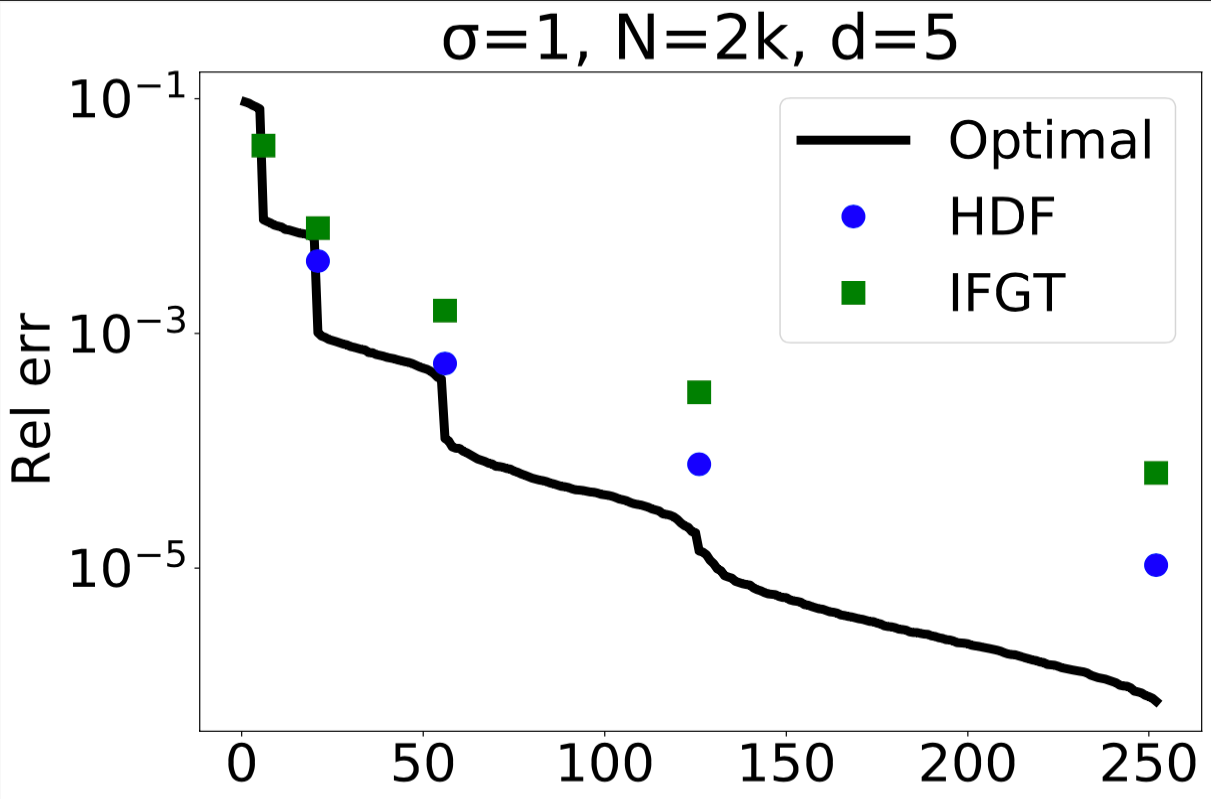 σ=1, N=2k, d=5
10⁻¹
10⁻³
10⁻⁵
Rel err
Optimal
HDF
IFGT
0 50 100 150 200 250